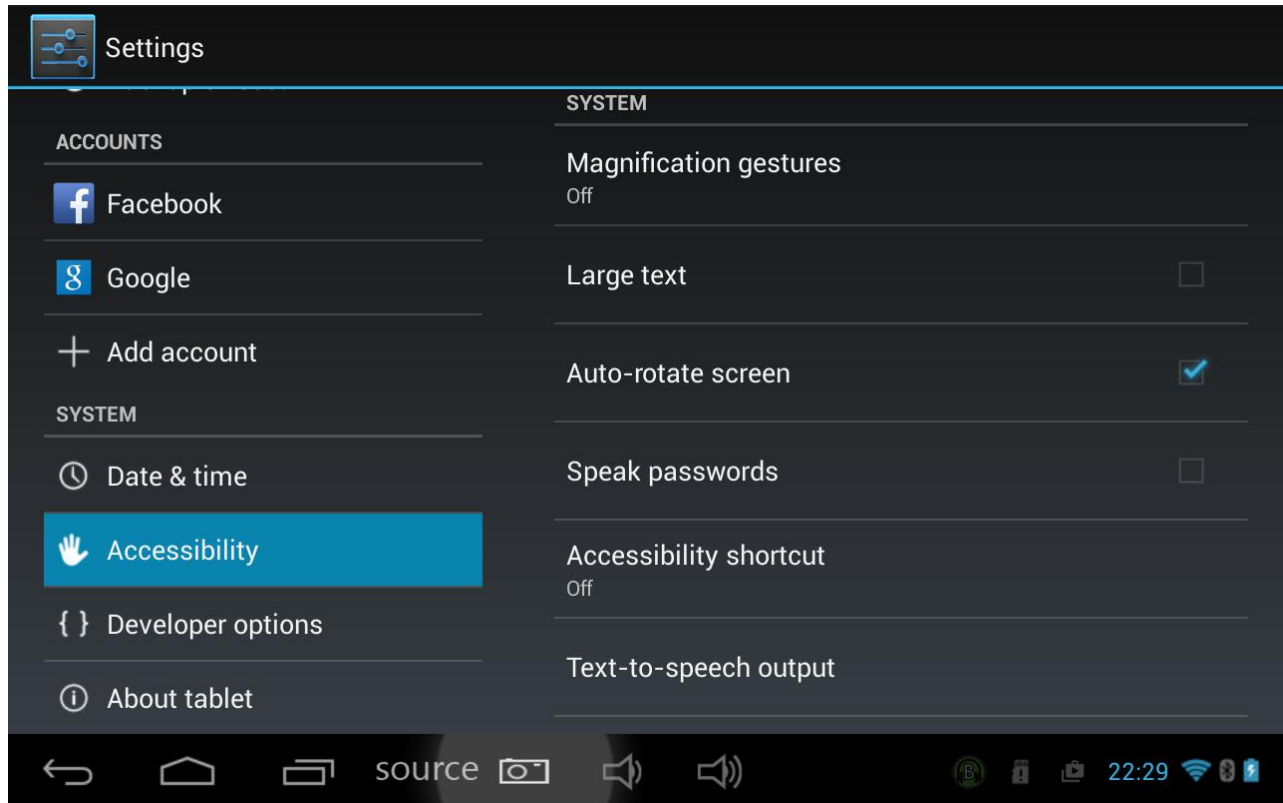 Settings
ACCOUNTS
Facebook
Google
Add account
SYSTEM
Date & time
Accessibility
{ } Developer options
About tablet
SYSTEM
Magnification gestures
Off
Large text
Auto-rotate screen
Speak passwords
Accessibility shortcut
Off
Text-to-speech output
source
22:29